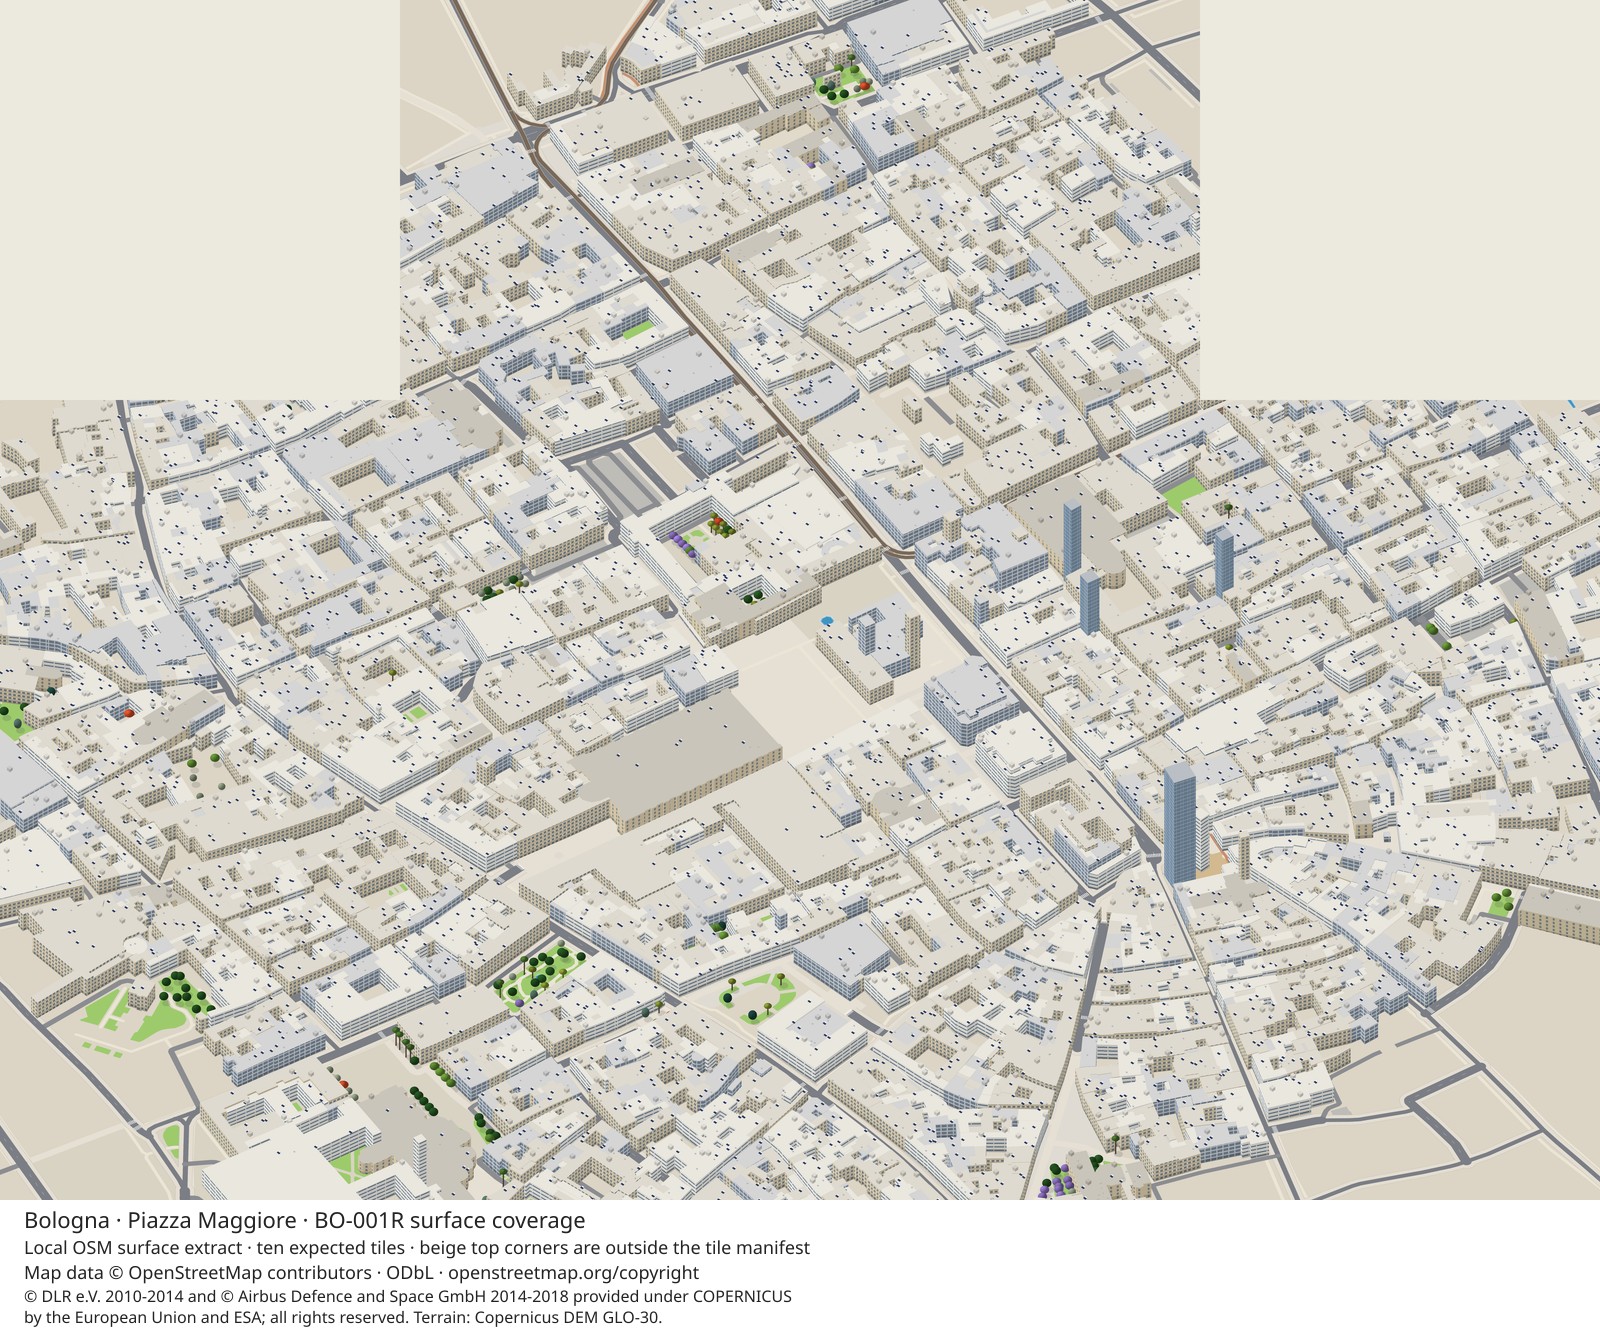 Bologna · Piazza Maggiore · BO-001R surface coverage
Local OSM surface extract · ten expected tiles · beige top corners are outside the tile manifest
Map data © OpenStreetMap contributors · ODbL · openstreetmap.org/copyright
© DLR e.V. 2010-2014 and © Airbus Defence and Space GmbH 2014-2018 provided under COPERNICUS
by the European Union and ESA; all rights reserved. Terrain: Copernicus DEM GLO-30.